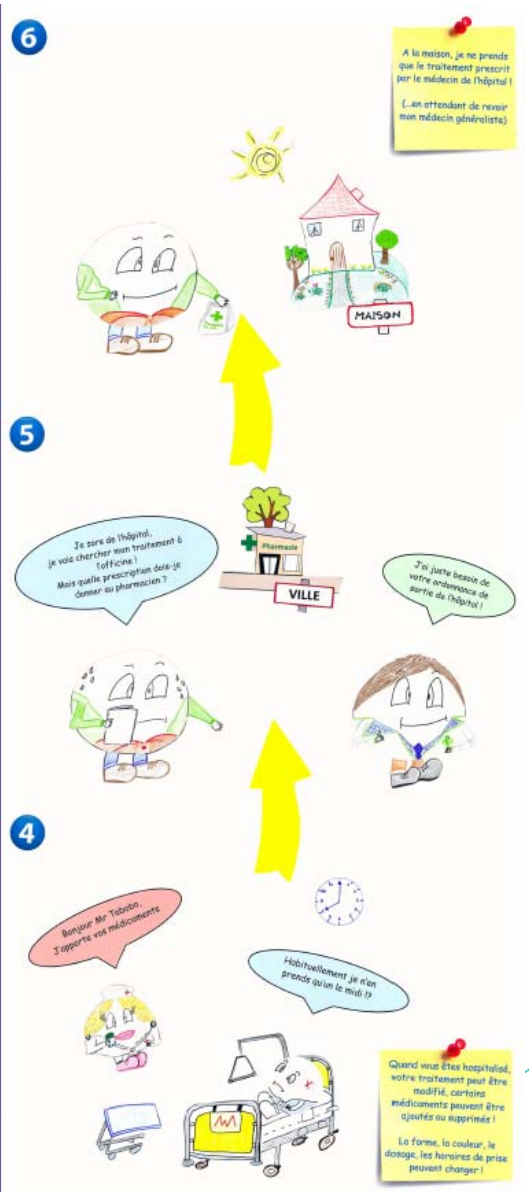 6
A la maison, je ne prends
que le traitement prescrit
par le médecin de l'hôpital !
(...en attendant de revoir
mon médecin généraliste)
MAISON
5
Je sors de l'hôpital,
je vais chercher mon traitement à
l'officine !
Mais quelle prescription dois-je
donner au pharmacien ?
Pharmacie
VILLE
J'ai juste besoin de
votre ordonnance de
sortie de l'hôpital !
4
Bonjour Mr Tabobo,
J'apporte vos médicaments
Habituellement je n'en
prends qu'un le midi !?
Quand vous êtes hospitalisé,
votre traitement peut être
modifié, certains
médicaments peuvent être
ajoutés ou supprimés !
La forme, la couleur, le
dosage, les horaires de prise
peuvent changer !